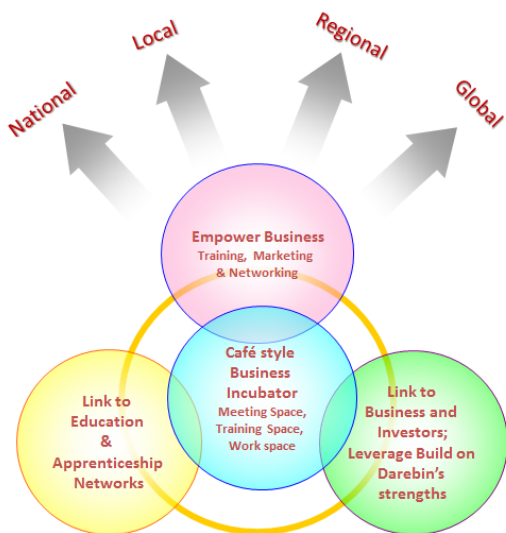 National
Local
Regional
Global
Empower Business
Training, Marketing
& Networking
Café style
Business
Incubator
Meeting Space,
Training Space,
Work space
Link to
Education
&
Apprenticeship
Networks
Link to
Business and
Investors;
Leverage Build on
Darebin's
strengths